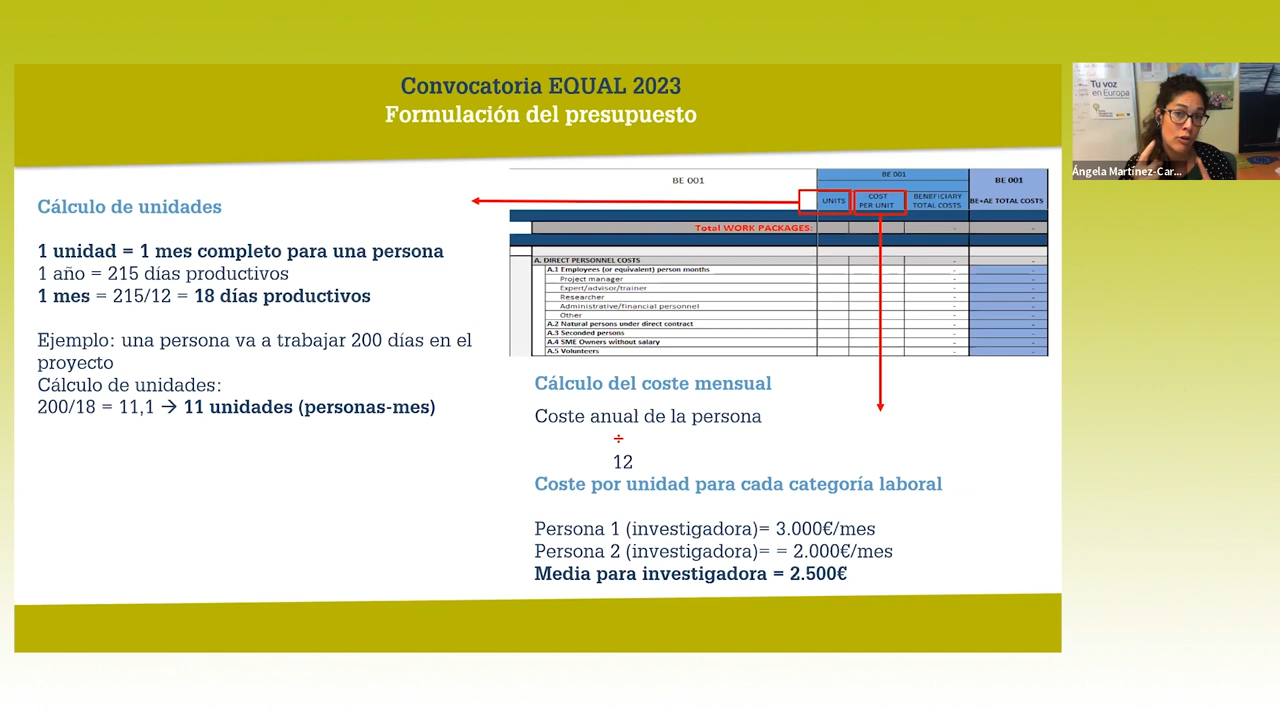 Convocatoria EQUAL 2023
Formulación del presupuesto
Tu voz
en Europa
Ángela Martínez-Car...
Cálculo de unidades
1 unidad = 1 mes completo para una persona
1 año = 215 días productivos
1 mes = 215/12 = 18 días productivos
Ejemplo: una persona va a trabajar 200 días en el
proyecto
Cálculo de unidades:
200/18 = 11,1 → 11 unidades (personas-mes)
BE 001
BE 001
BE 001
UNITS
COST
PER UNIT
BENEFICIARY
TOTAL COSTS
BE+AE TOTAL COSTS
Total WORK PACKAGES:
- -
A. DIRECT PERSONNEL COSTS - -
A.1 Employees (or equivalent) person months - -
Project manager - -
Expert/advisor/trainer - -
Researcher - -
Administrative/financial personnel - -
Other - -
A.2 Natural persons under direct contract - -
A.3 Seconded persons - -
A.4 SME Owners without salary - -
A.5 Volunteers - -
Cálculo del coste mensual
Coste anual de la persona
÷
12
Coste por unidad para cada categoría laboral
Persona 1 (investigadora)= 3.000€/mes
Persona 2 (investigadora)= = 2.000€/mes
Media para investigadora = 2.500€